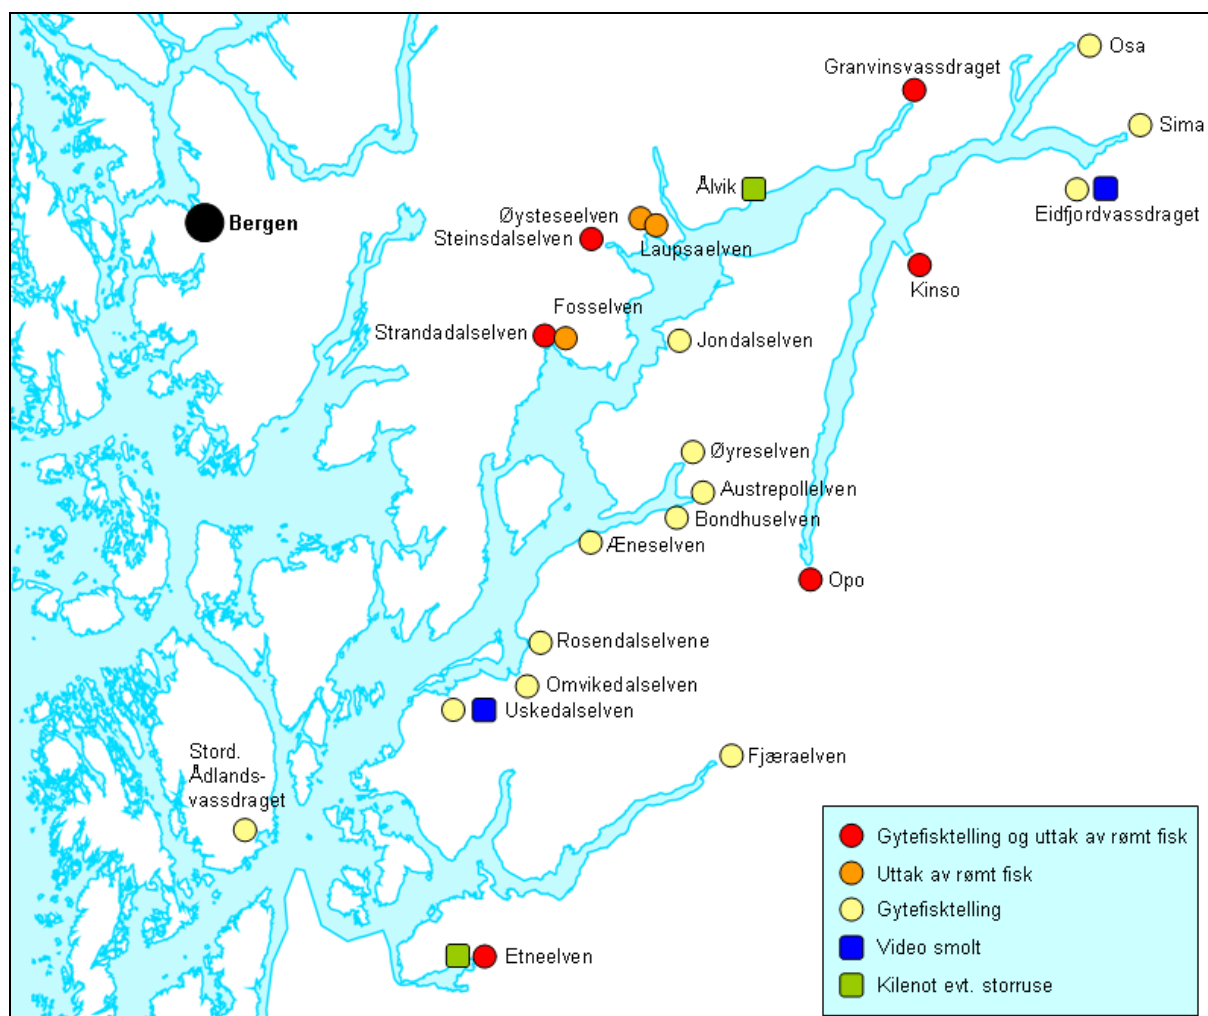 Osa
Granvinsvassdraget
Sima
Ålvik
Eidfjordvassdraget
Øysteseelven
Bergen
Steinsdalselven
Laupsaelven
Kinso
Fosselven
Strandadalselven
Jondalselven
Øyreselven
Austrepollelven
Bondhuselven
Æneselven
Opo
Rosendalselvene
Omvikedalselven
Uskedalselven
Stord.
Ådlands-
vassdraget
Fjæraelven
Etneelven
Gytefisktelling og uttak av rømt fisk
Uttak av rømt fisk
Gytefisktelling
Video smolt
Kilenot evt. storruse